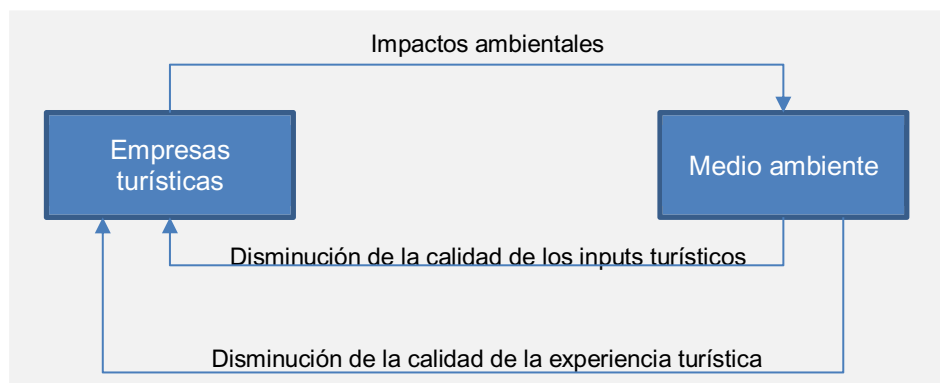 Impactos ambientales
Empresas
turísticas
Medio ambiente
Disminución de la calidad de los inputs turísticos
Disminución de la calidad de la experiencia turística